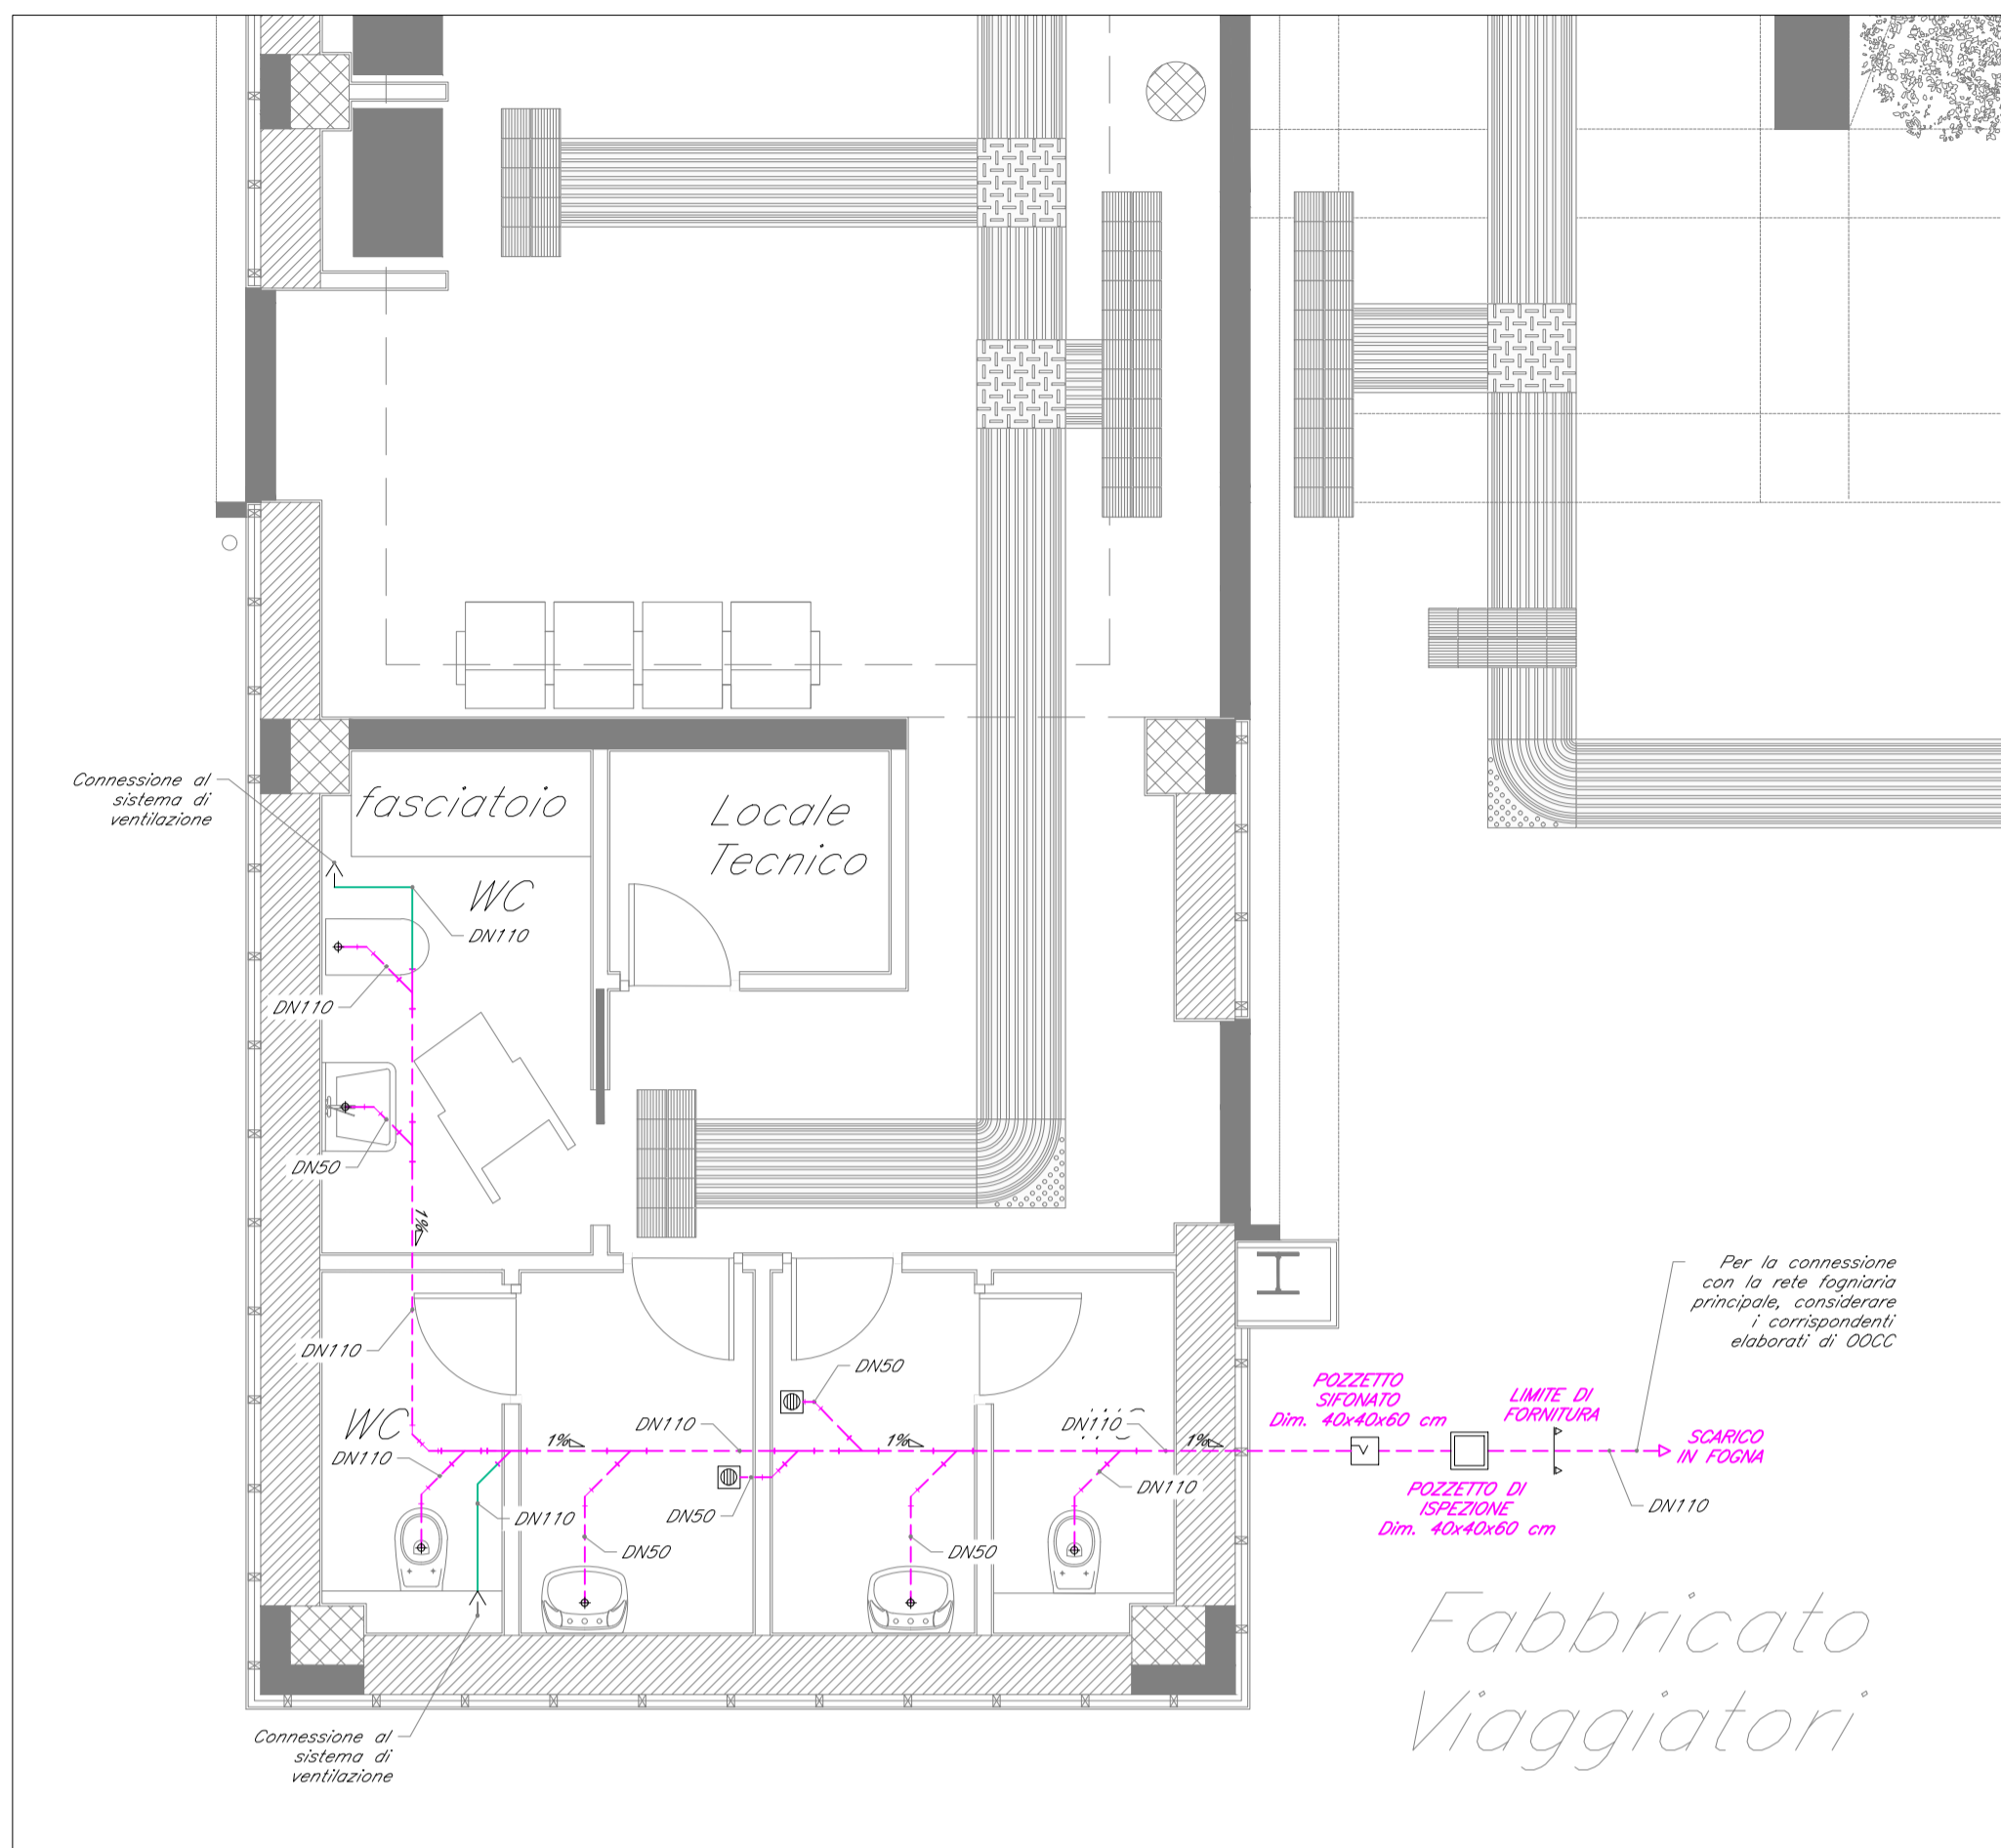 Connessione al
sistema di
ventilazione
fasciatoio
Locale
Tecnico
WC
DN110
DN110
DN50
1%
DN110
WC
DN110
1%
DN110
DN50
DN110
DN50
DN50
1%
DN50
DN110
DN110
1%
POZZETTO
SIFONATO
Dim. 40x40x60 cm
POZZETTO DI
ISPEZIONE
Dim. 40x40x60 cm
LIMITE DI
FORNITURA
SCARICO
IN FOGNA
DN110
Per la connessione
con la rete fogniaria
principale, considerare
i corrispondenti
elaborati di OOCC
Connessione al
sistema di
ventilazione
Fabbricato
Viaggiatori